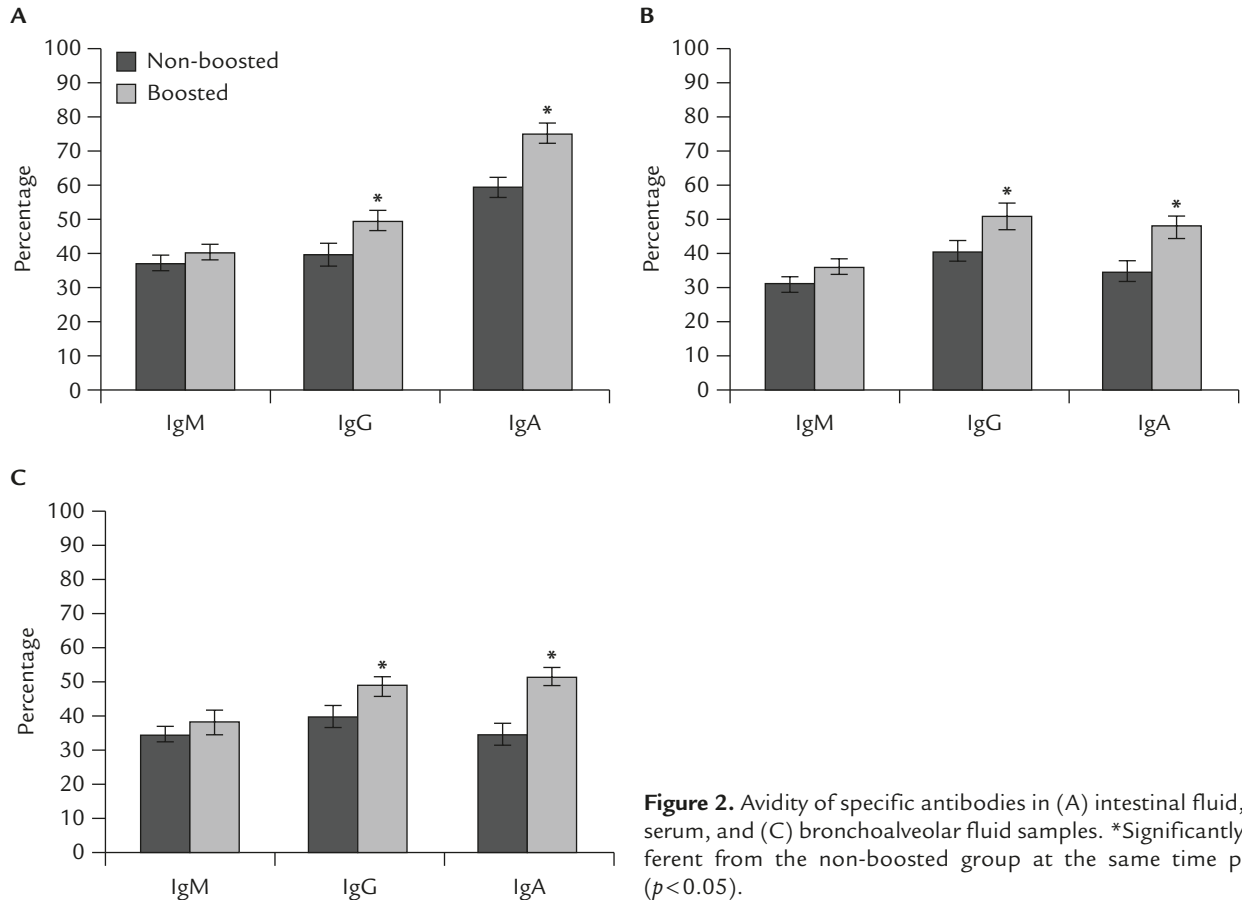 A
B
100
90
80
70
60
50
40
30
20
10
0
Percentage
Non-boosted
Boosted
*
*
IgM IgG IgA
100
90
80
70
60
50
40
30
20
10
0
Percentage
*
*
IgM IgG IgA
C
100
90
80
70
60
50
40
30
20
10
0
Percentage
*
*
IgM IgG IgA
Figure 2. Avidity of specific antibodies in (A) intestinal fluid,
serum, and (C) bronchoalveolar fluid samples. *Significantly
ferent from the non-boosted group at the same time p
(p<0.05).